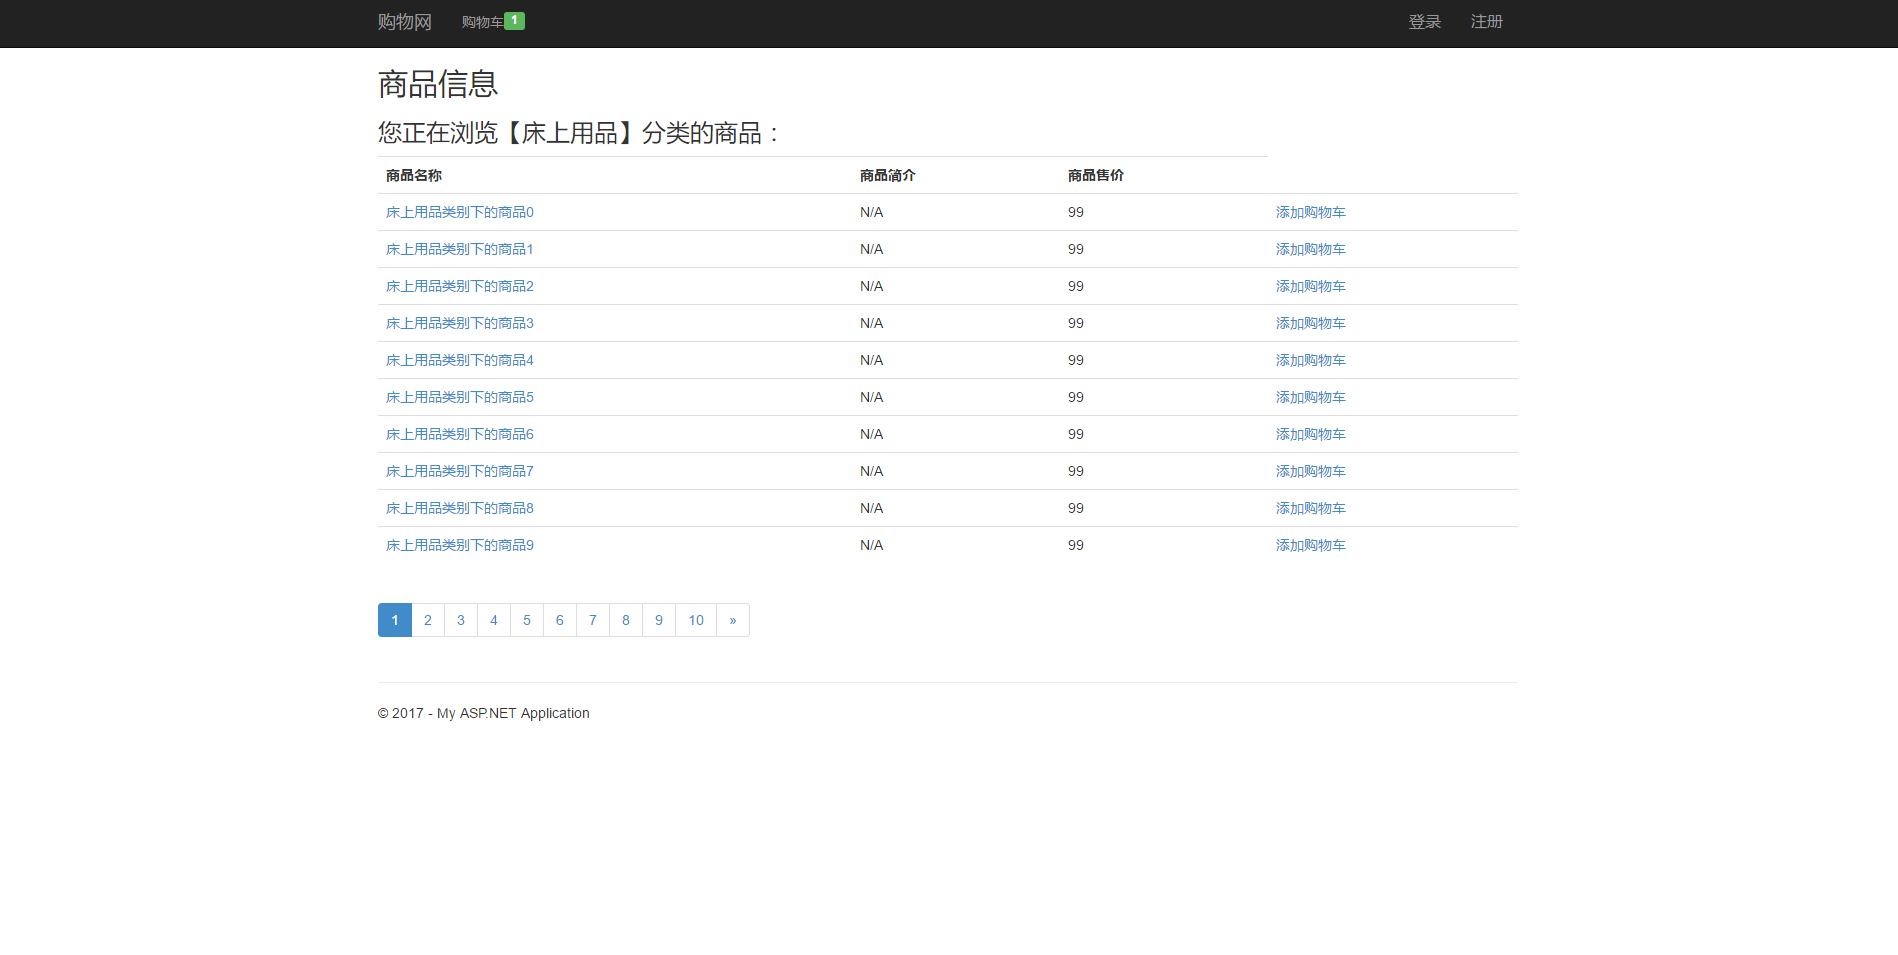 购物网 购物车 1 登录 注册
商品信息
您正在浏览【床上用品】分类的商品：
商品名称 商品简介 商品售价
床上用品类别下的商品0 N/A 99 添加购物车
床上用品类别下的商品1 N/A 99 添加购物车
床上用品类别下的商品2 N/A 99 添加购物车
床上用品类别下的商品3 N/A 99 添加购物车
床上用品类别下的商品4 N/A 99 添加购物车
床上用品类别下的商品5 N/A 99 添加购物车
床上用品类别下的商品6 N/A 99 添加购物车
床上用品类别下的商品7 N/A 99 添加购物车
床上用品类别下的商品8 N/A 99 添加购物车
床上用品类别下的商品9 N/A 99 添加购物车
1 2 3 4 5 6 7 8 9 10 »
© 2017 - My ASP.NET Application